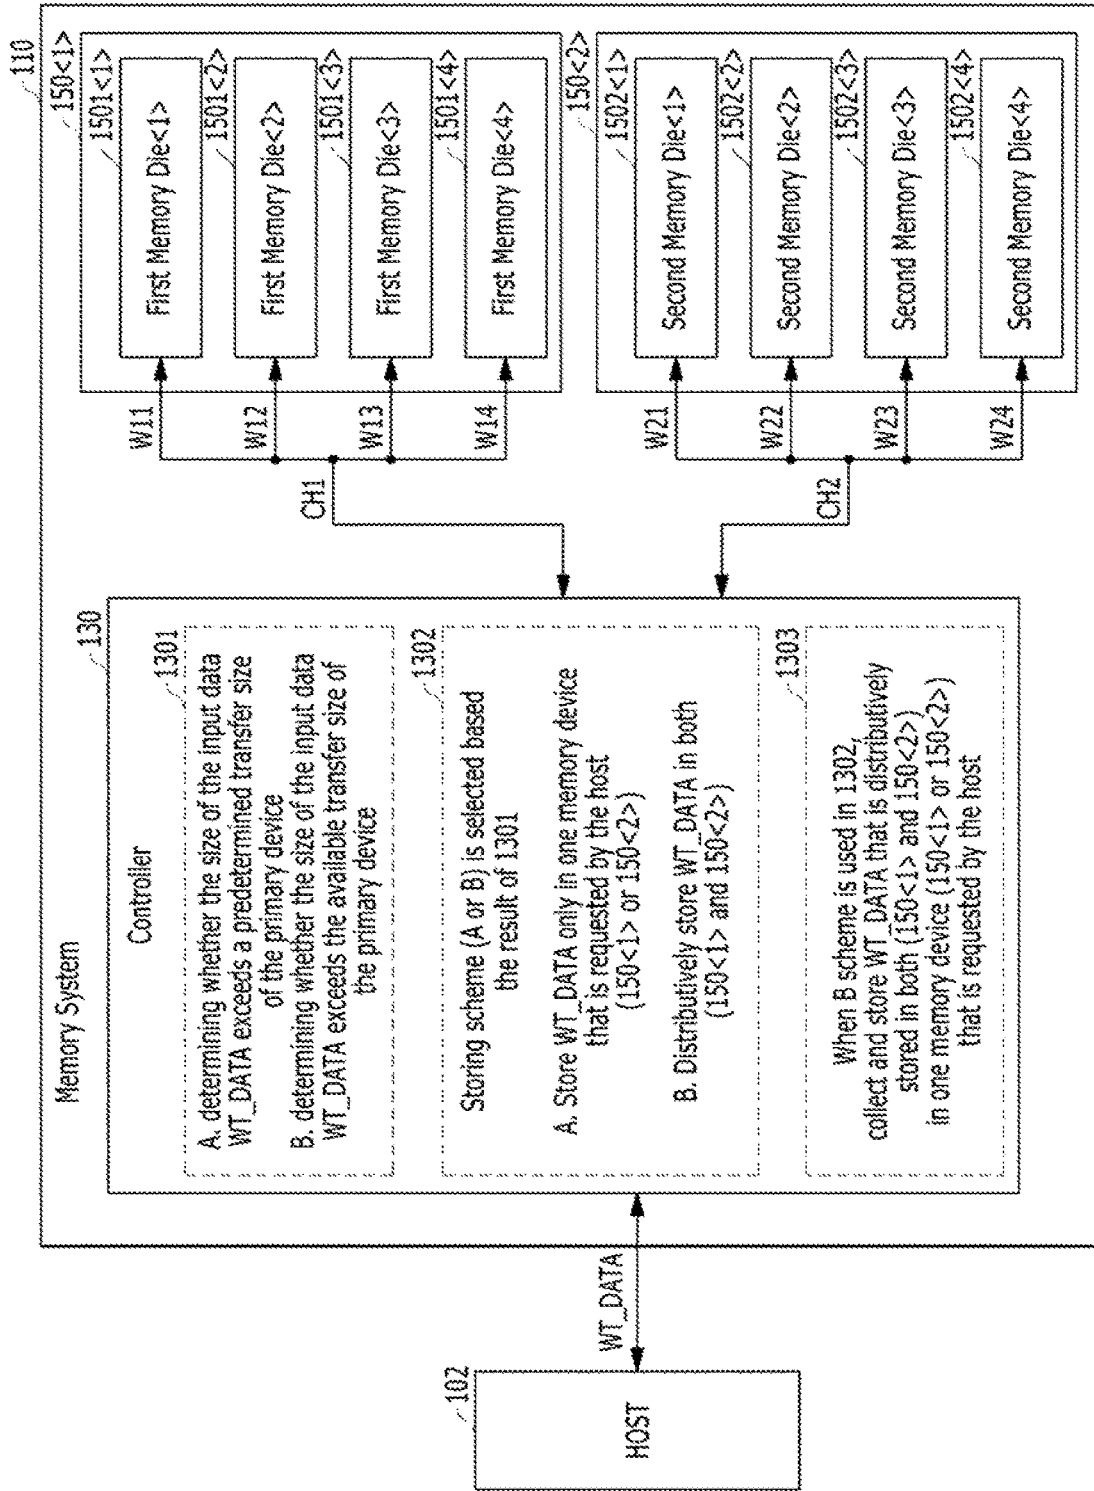 110
Memory System
130
Controller
1301
A. determining whether the size of the input data
WT_DATA exceeds a predetermined transfer size
of the primary device
B. determining whether the size of the input data
WT_DATA exceeds the available transfer size of
the primary device
1302
Storing scheme (A or B) is selected based
the result of 1301
A. Store WT_DATA only in one memory device
that is requested by the host
(150<1> or 150<2>)
B. Distributively store WT_DATA in both
(150<1> and 150<2>)
1303
When B scheme is used in 1302,
collect and store WT_DATA that is distributively
stored in both (150<1> and 150<2>)
in one memory device (150<1> or 150<2>)
that is requested by the host
102
HOST
WT_DATA
CH1
W11
W12
W13
W14
150<1>
1501<1>
First Memory Die<1>
1501<2>
First Memory Die<2>
1501<3>
First Memory Die<3>
1501<4>
First Memory Die<4>
CH2
W21
W22
W23
W24
150<2>
1502<1>
Second Memory Die<1>
1502<2>
Second Memory Die<2>
1502<3>
Second Memory Die<3>
1502<4>
Second Memory Die<4>